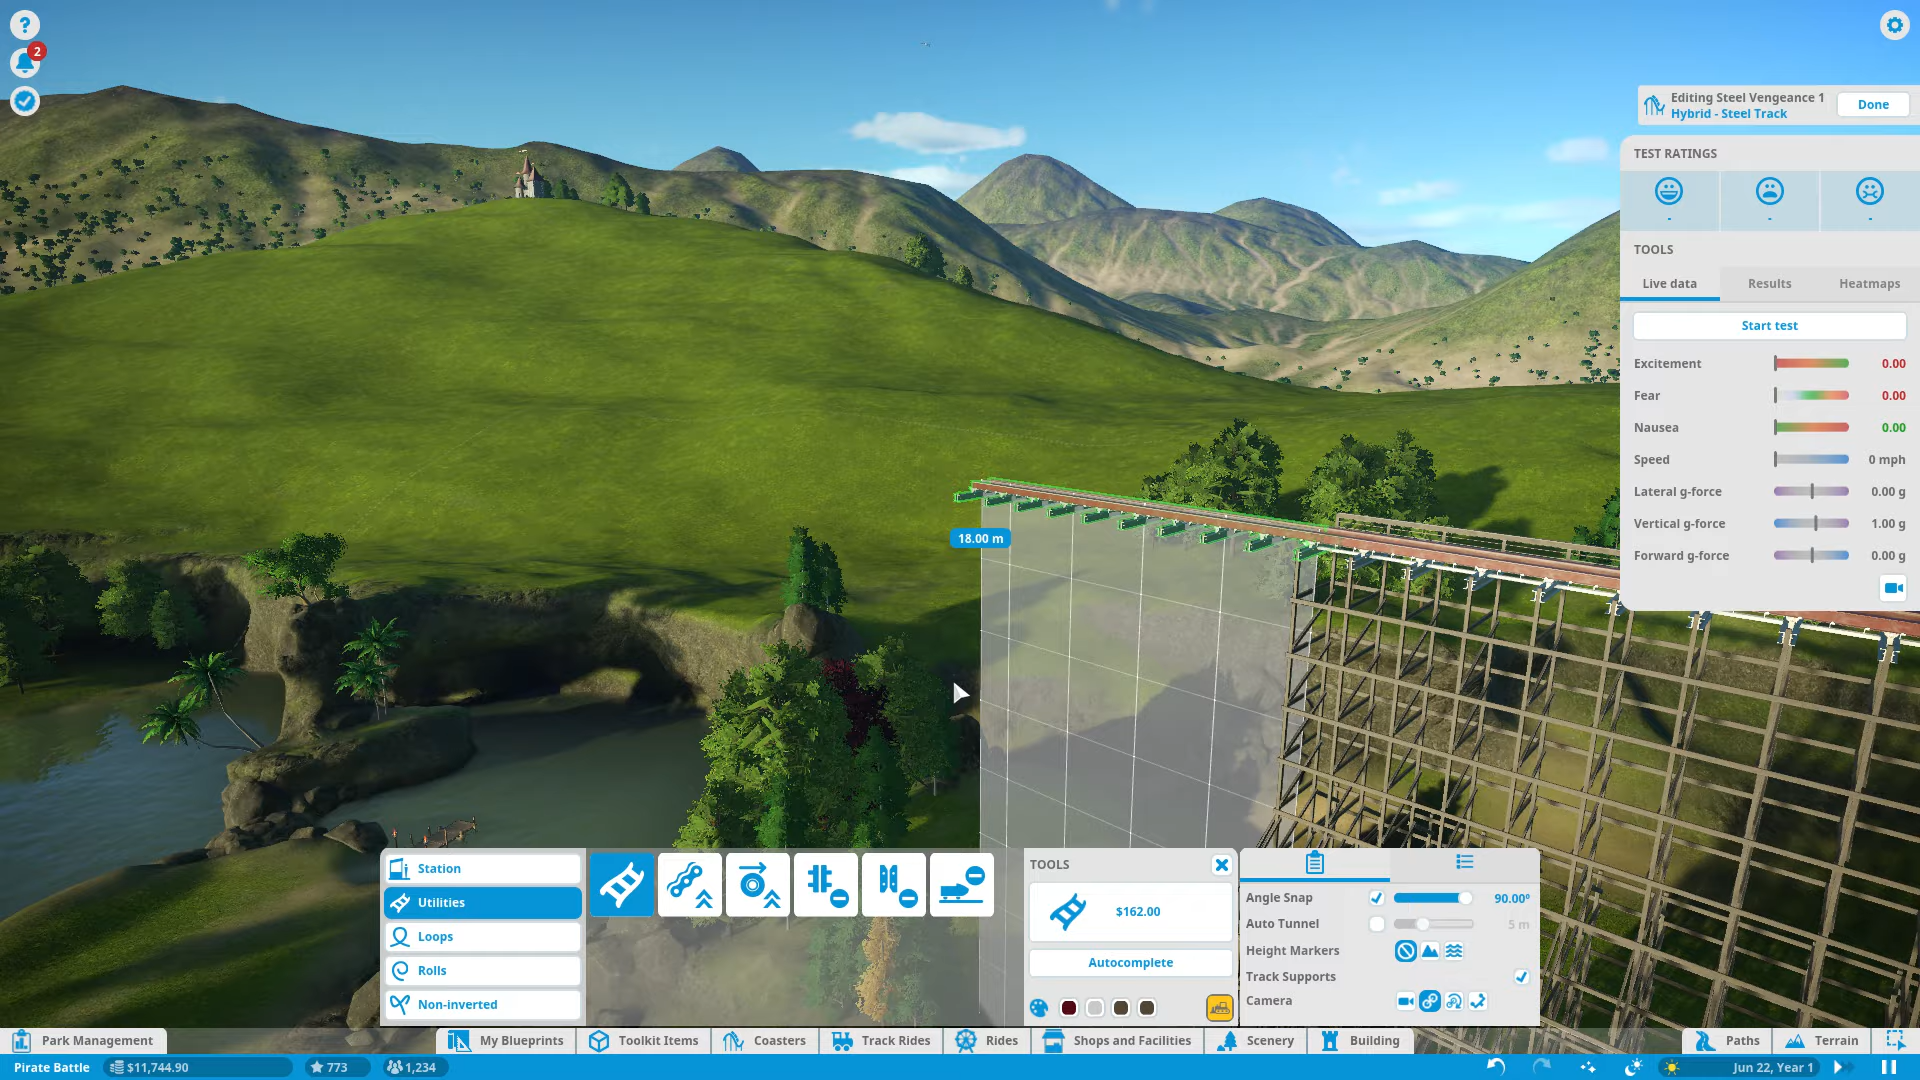 ?
2
Editing Steel Vengeance 1
Hybrid - Steel Track
Done
TEST RATINGS
-
-
-
TOOLS
Live data
Results
Heatmaps
Start test
Excitement 0.00
Fear 0.00
Nausea 0.00
Speed 0 mph
Lateral g-force 0.00 g
Vertical g-force 1.00 g
Forward g-force 0.00 g
18.00 m
Station
Utilities
Loops
Rolls
Non-inverted
TOOLS
$162.00
Autocomplete
Angle Snap 90.00°
Auto Tunnel 5 m
Height Markers
Track Supports
Camera
Park Management
My Blueprints
Toolkit Items
Coasters
Track Rides
Rides
Shops and Facilities
Scenery
Building
Paths
Terrain
Pirate Battle
$11,744.90
773
1,234
Jun 22, Year 1